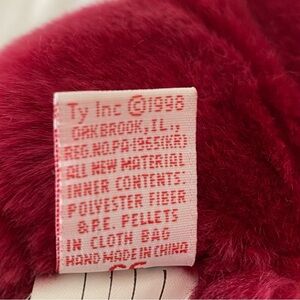 Ty Inc ©1998
OAKBROOK, IL.,
REG.NO.PA-1965(KR)
ALL NEW MATERIAL
INNER CONTENTS:
POLYESTER FIBER
& P.E. PELLETS
IN CLOTH BAG
HAND MADE IN CHINA